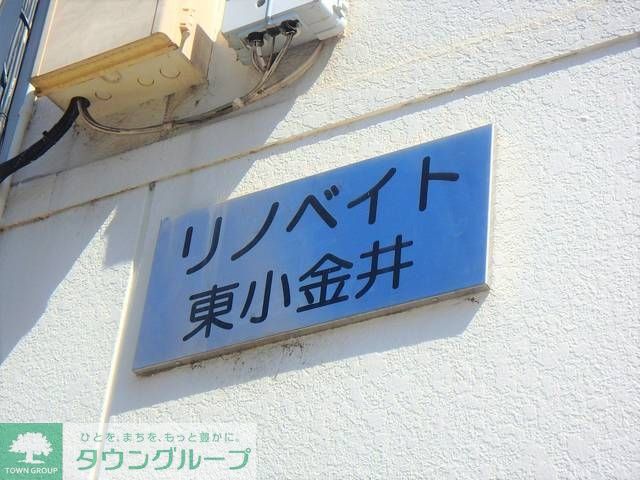 リノベイト
東小金井
ひとを、まちを、もっと豊かに。
タウングループ
TOWN GROUP